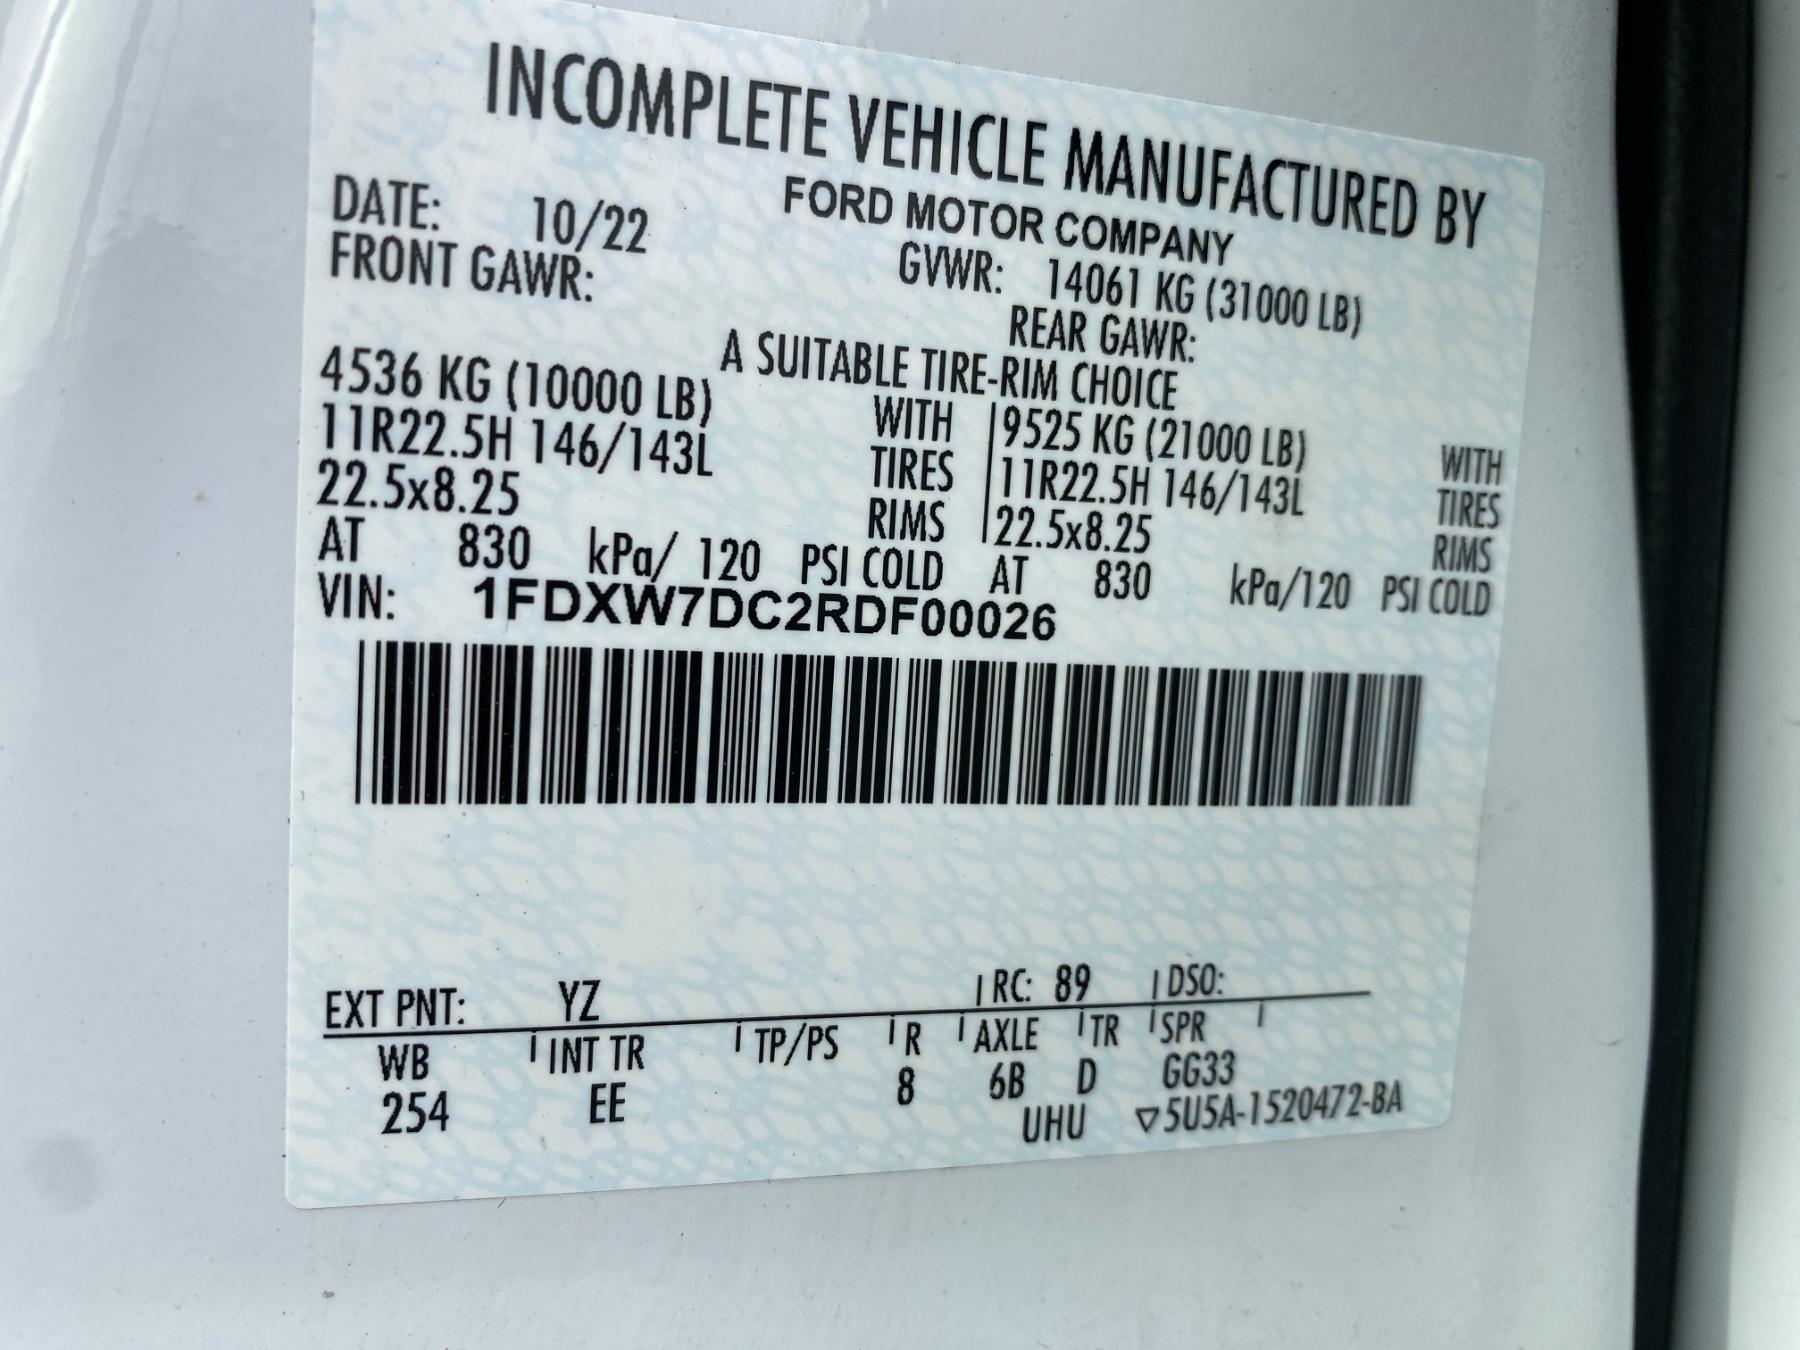 INCOMPLETE VEHICLE MANUFACTURED BY
FORD MOTOR COMPANY
DATE: 10/22 GVWR: 14061 KG (31000 LB)
FRONT GAWR: REAR GAWR:
A SUITABLE TIRE-RIM CHOICE
4536 KG (10000 LB) WITH 9525 KG (21000 LB) WITH
11R22.5H 146/143L TIRES 11R22.5H 146/143L TIRES
22.5x8.25 RIMS 22.5x8.25 RIMS
AT 830 kPa/ 120 PSI COLD AT 830 kPa/120 PSI COLD
VIN: 1FDXW7DC2RDF00026
EXT PNT: YZ RC: 89 DSO:
WB INT TR TP/PS R AXLE TR SPR
254 EE 8 6B D GG33
UHU ▽5U5A-1520472-BA